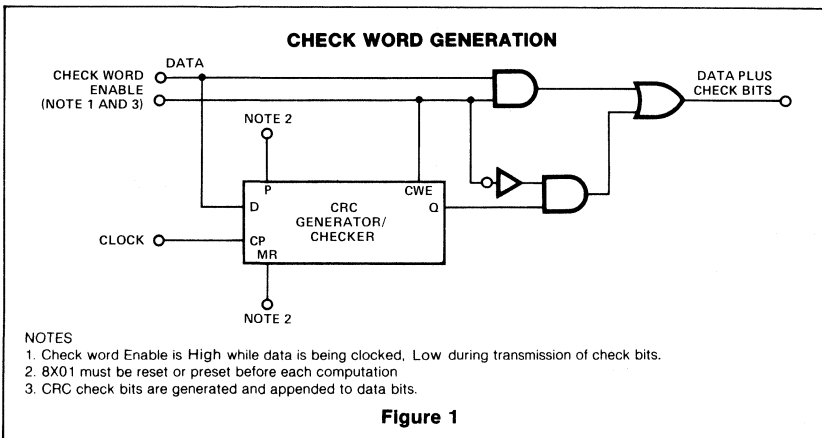 CHECK WORD GENERATION
DATA
CHECK WORD
ENABLE
(NOTE 1 AND 3)
DATA PLUS
CHECK BITS
NOTE 2
P
CWE
D
CRC
GENERATOR/
CHECKER
Q
CLOCK
CP
MR
NOTE 2
NOTES
1. Check word Enable is High while data is being clocked, Low during transmission of check bits.
2. 8X01 must be reset or preset before each computation
3. CRC check bits are generated and appended to data bits.
Figure 1